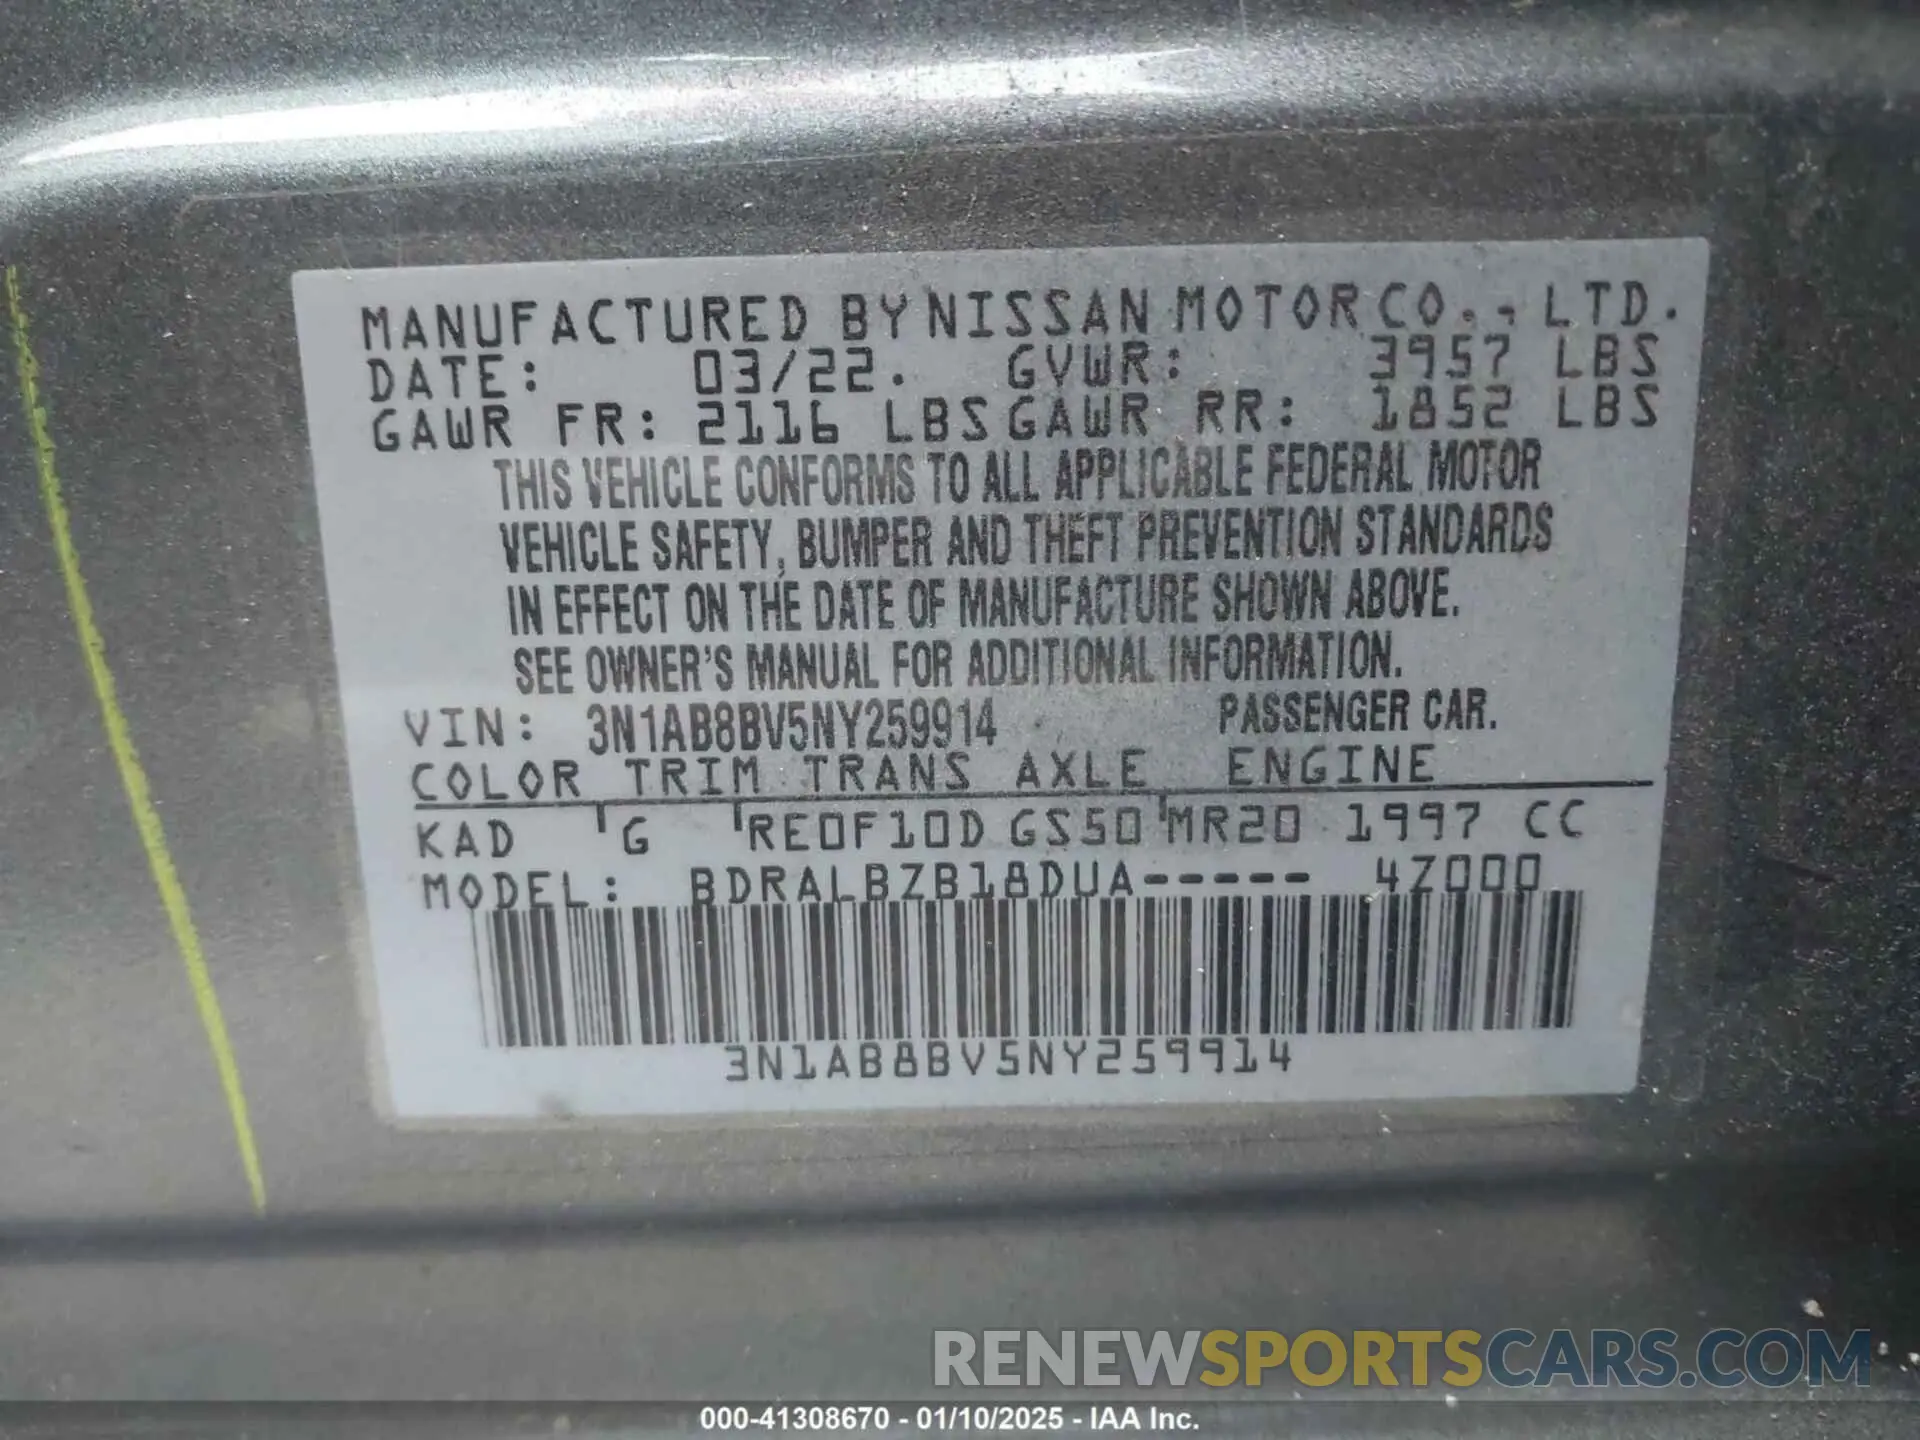 MANUFACTURED BY NISSAN MOTOR CO., LTD.
DATE: 03/22. GVWR: 3957 LBS
GAWR FR: 2116 LBS GAWR RR: 1852 LBS
THIS VEHICLE CONFORMS TO ALL APPLICABLE FEDERAL MOTOR
VEHICLE SAFETY, BUMPER AND THEFT PREVENTION STANDARDS
IN EFFECT ON THE DATE OF MANUFACTURE SHOWN ABOVE.
SEE OWNER'S MANUAL FOR ADDITIONAL INFORMATION.
VIN: 3N1AB8BV5NY259914 PASSENGER CAR.
COLOR TRIM TRANS AXLE ENGINE
KAD G RE0F10D GS50 MR20 1997 CC
MODEL: BDRALBZB18DUA----- 4Z000
3N1AB8BV5NY259914
RENEWSPORTSCARS.COM
000-41308670 - 01/10/2025 - IAA Inc.